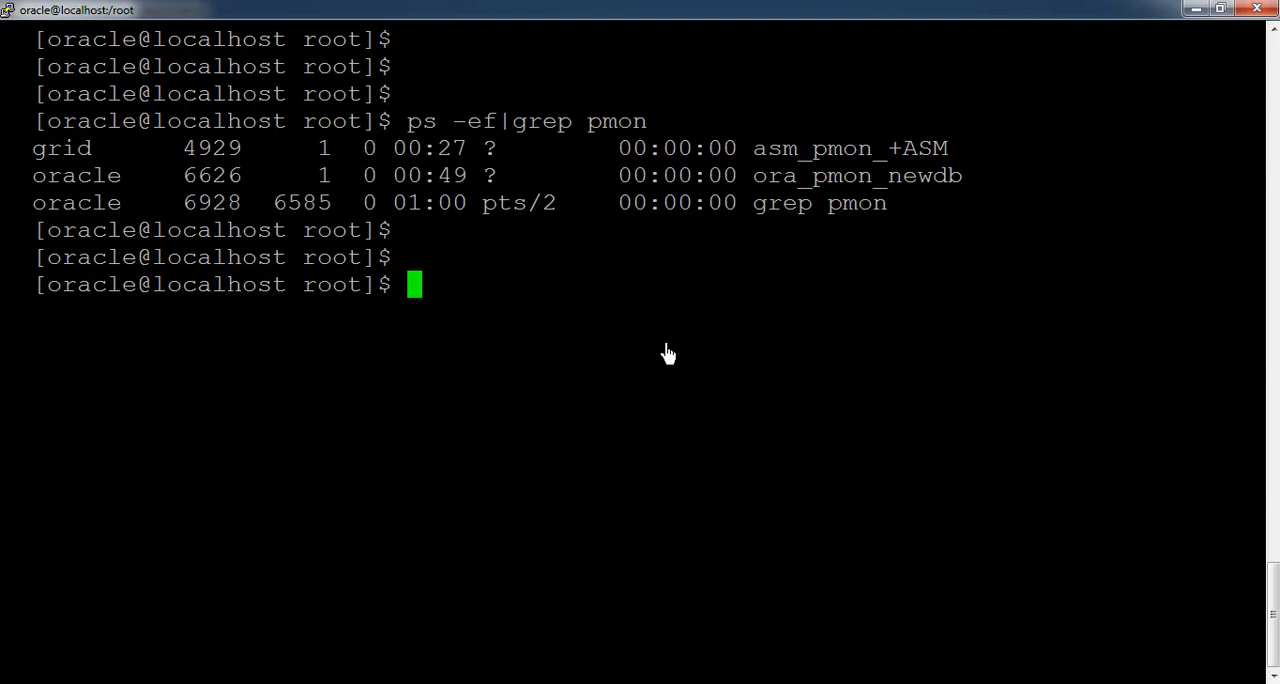 oracle@localhost:/root
[oracle@localhost root]$
[oracle@localhost root]$
[oracle@localhost root]$
[oracle@localhost root]$ ps -ef|grep pmon
grid 4929 1 0 00:27 ? 00:00:00 asm_pmon_+ASM
oracle 6626 1 0 00:49 ? 00:00:00 ora_pmon_newdb
oracle 6928 6585 0 01:00 pts/2 00:00:00 grep pmon
[oracle@localhost root]$
[oracle@localhost root]$
[oracle@localhost root]$